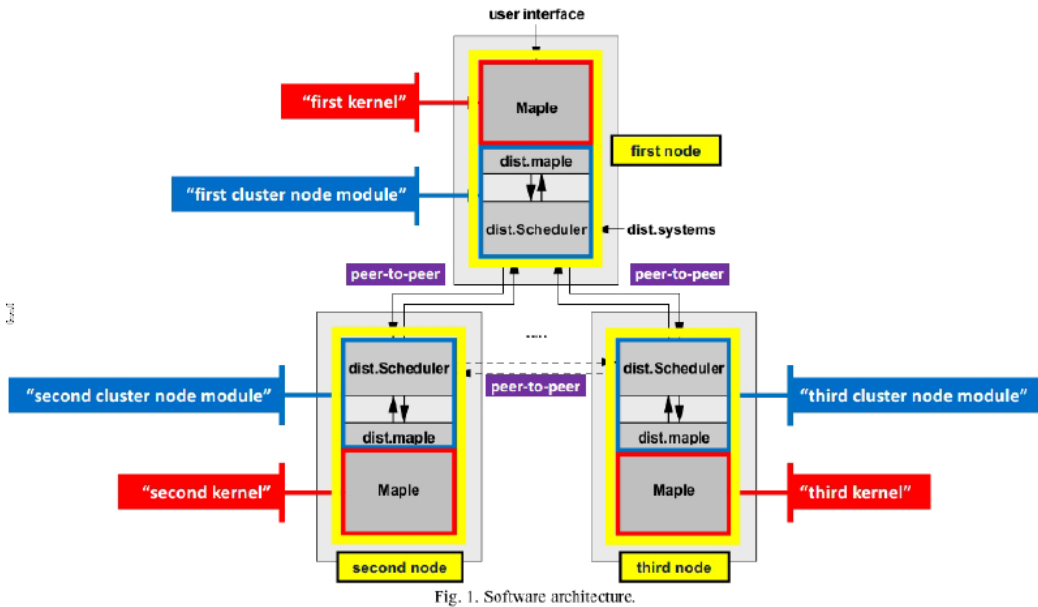 user interface
“first kernel”
Maple
first node
dist.maple
“first cluster node module”
dist.Scheduler
dist.systems
peer-to-peer
peer-to-peer
....
dist.Scheduler
dist.Scheduler
peer-to-peer
“second cluster node module”
“third cluster node module”
dist.maple
dist.maple
“second kernel”
Maple
Maple
“third kernel”
second node
third node
Fig. 1. Software architecture.